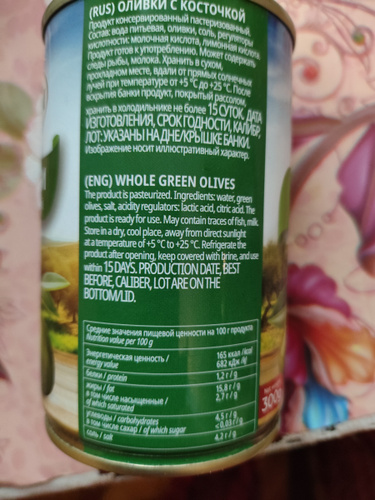 (RUS) ОЛИВКИ С КОСТОЧКОЙ
Продукт консервированный пастеризованный.
Состав: вода питьевая, оливки, соль, регуляторы
кислотности: молочная кислота, лимонная кислота.
Продукт готов к употреблению. Может содержать
следы рыбы, молока. Хранить в сухом,
прохладном месте, вдали от прямых солнечных
лучей при температуре от +5 °С до +25 °С. После
вскрытия банки продукт, покрытый рассолом,
хранить в холодильнике не более 15 СУТОК. ДАТА
ИЗГОТОВЛЕНИЯ, СРОК ГОДНОСТИ, КАЛИБР,
ЛОТ: УКАЗАНЫ НА ДНЕ/КРЫШКЕ БАНКИ.
Изображение носит иллюстративный характер.
(ENG) WHOLE GREEN OLIVES
The product is pasteurized. Ingredients: water, green
olives, salt, acidity regulators: lactic acid, citric acid. The
product is ready for use. May contain traces of fish, milk.
Store in a dry, cool place, away from direct sunlight
at a temperature of +5 °C to +25 °C. Refrigerate the
product after opening, keep covered with brine, and use
within 15 DAYS. PRODUCTION DATE, BEST
BEFORE, CALIBER, LOT ARE ON THE
BOTTOM/LID.
Средние значения пищевой ценности на 100 г продукта
Nutrition value per 100 g
Энергетическая ценность / 165 ккал / kcal
energy value 682 кДж / kJ
белки / protein 1,2 г / g
жиры / fat 15,8 г / g
в том числе насыщенные / 2,7 г / g
of which saturated
углеводы / carbohydrates 4,5 г / g
в том числе сахар / of which sugar <0,03 г / g
соль / salt 4,3 г / g
300